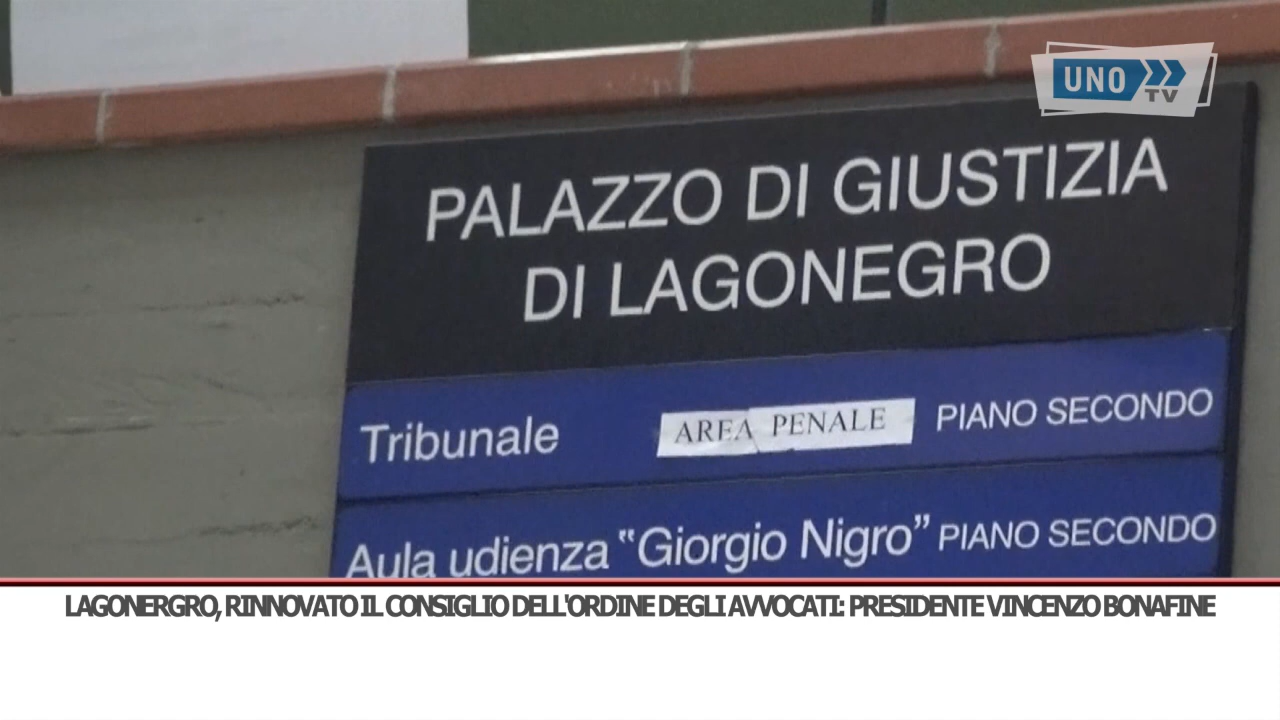 UNO TV
PALAZZO DI GIUSTIZIA
DI LAGONEGRO
Tribunale AREA PENALE PIANO SECONDO
Aula udienza "Giorgio Nigro" PIANO SECONDO
LAGONERGRO, RINNOVATO IL CONSIGLIO DELL'ORDINE DEGLI AVVOCATI: PRESIDENTE VINCENZO BONAFINE